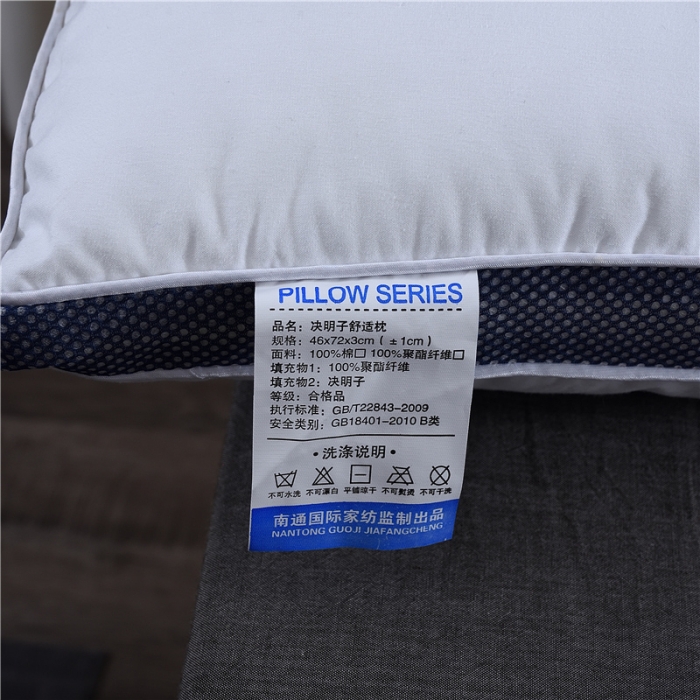 PILLOW SERIES
品名：决明子舒适枕
规格：46x72x3cm（±1cm）
面料：100%棉□ 100%聚酯纤维□
填充物1：100%聚酯纤维
填充物2：决明子
等级：合格品
执行标准：GB/T22843-2009
安全类别：GB18401-2010 B类
·洗涤说明·
不可水洗 不可漂白 平铺晾干 不可熨烫 不可干洗
南通国际家纺监制出品
NANTONG GUOJI JIAFANGCHENG